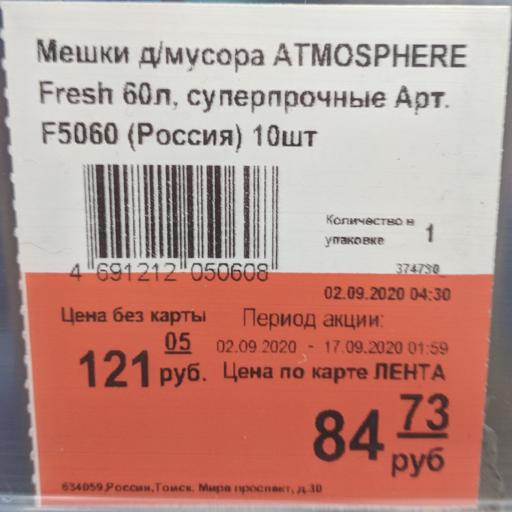 Мешки д/мусора ATMOSPHERE
Fresh 60л, суперпрочные Арт.
F5060 (Россия) 10шт
Количество в
упаковке 1
4 691212 050608
374730
02.09.2020 04:30
Цена без карты Период акции:
121 05 руб. 02.09.2020 - 17.09.2020 01:59
Цена по карте ЛЕНТА
84 73 руб
634059,Россия,Томск. Мира проспект, д.30